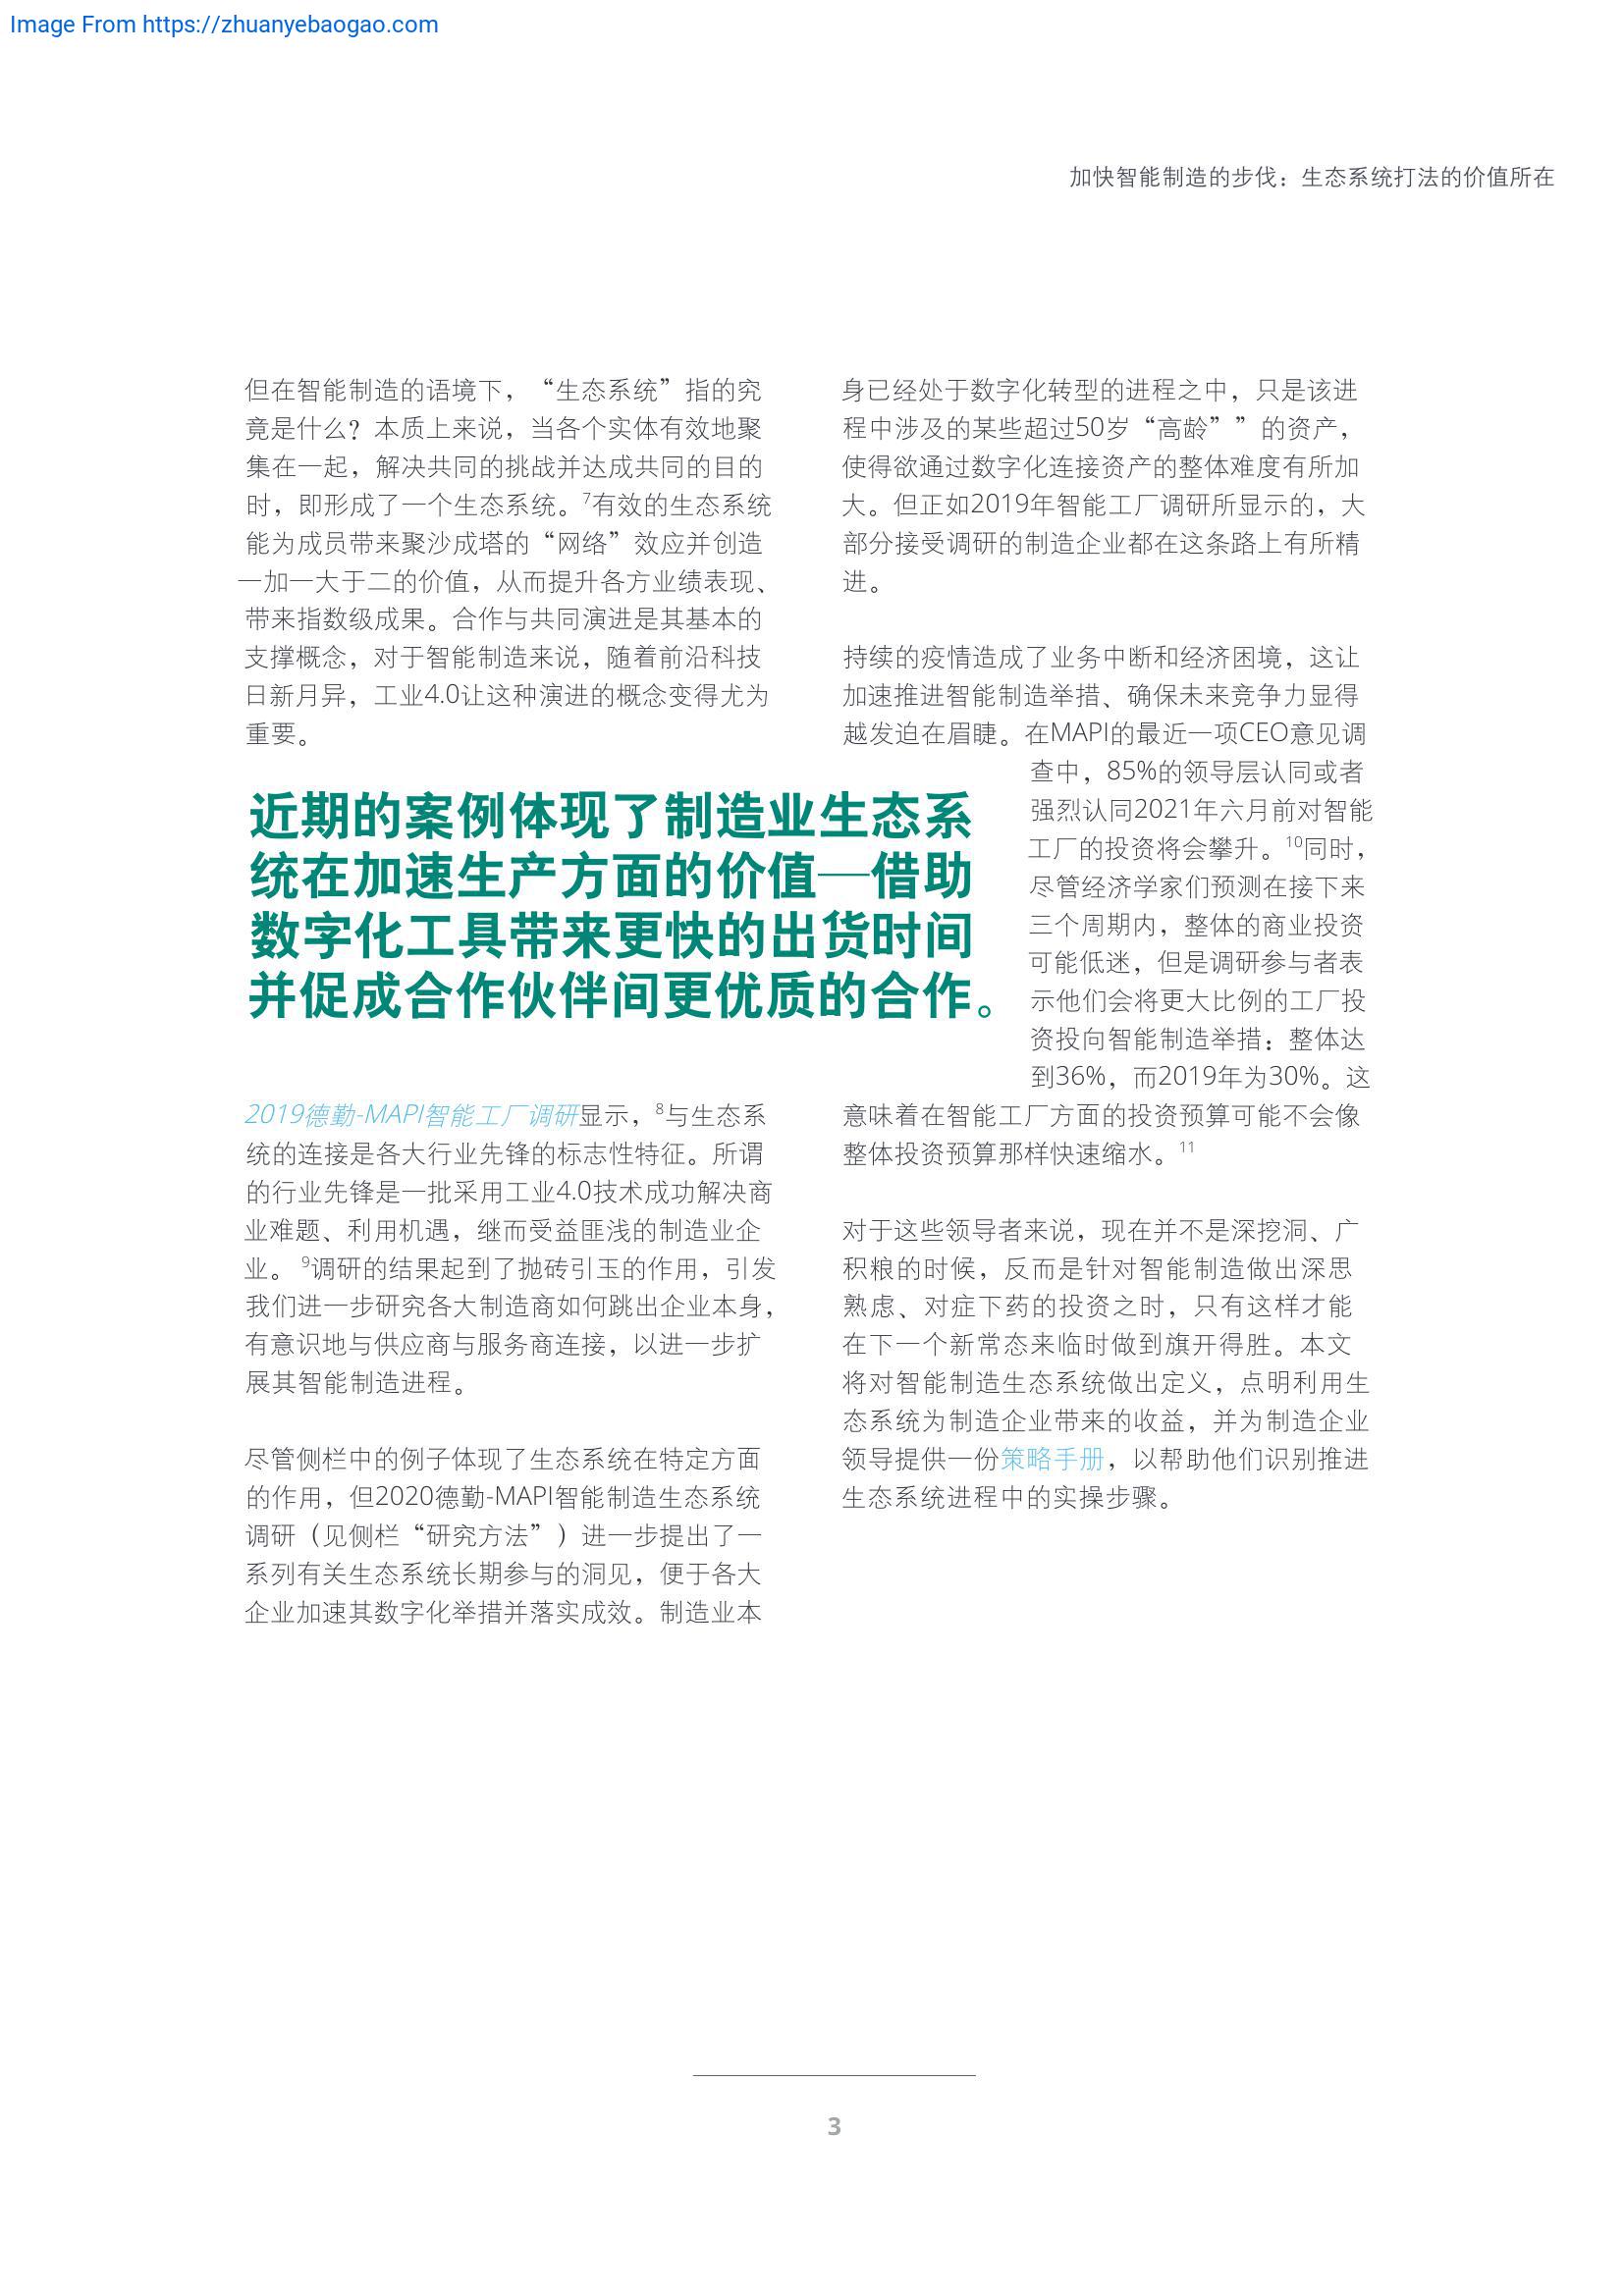 Image From https://zhuanyebaogao.com
加快智能制造的步伐：生态系统打法的价值所在
但在智能制造的语境下，“生态系统”指的究
竟是什么？本质上来说，当各个实体有效地聚
集在一起，解决共同的挑战并达成共同的目的
时，即形成了一个生态系统。7有效的生态系统
能为成员带来聚沙成塔的“网络”效应并创造
一加一大于二的价值，从而提升各方业绩表现、
带来指数级成果。合作与共同演进是其基本的
支撑概念，对于智能制造来说，随着前沿科技
日新月异，工业4.0让这种演进的概念变得尤为
重要。
近期的案例体现了制造业生态系
统在加速生产方面的价值—借助
数字化工具带来更快的出货时间
并促成合作伙伴间更优质的合作。
2019德勤-MAPI智能工厂调研显示，8与生态系
统的连接是各大行业先锋的标志性特征。所谓
的行业先锋是一批采用工业4.0技术成功解决商
业难题、利用机遇，继而受益匪浅的制造业企
业。9调研的结果起到了抛砖引玉的作用，引发
我们进一步研究各大制造商如何跳出企业本身，
有意识地与供应商与服务商连接，以进一步扩
展其智能制造进程。
尽管侧栏中的例子体现了生态系统在特定方面
的作用，但2020德勤-MAPI智能制造生态系统
调研（见侧栏“研究方法”）进一步提出了一
系列有关生态系统长期参与的洞见，便于各大
企业加速其数字化举措并落实成效。制造业本
身已经处于数字化转型的进程之中，只是该进
程中涉及的某些超过50岁“高龄””的资产，
使得欲通过数字化连接资产的整体难度有所加
大。但正如2019年智能工厂调研所显示的，大
部分接受调研的制造企业都在这条路上有所精
进。
持续的疫情造成了业务中断和经济困境，这让
加速推进智能制造举措、确保未来竞争力显得
越发迫在眉睫。在MAPI的最近一项CEO意见调
查中，85%的领导层认同或者
强烈认同2021年六月前对智能
工厂的投资将会攀升。10同时，
尽管经济学家们预测在接下来
三个周期内，整体的商业投资
可能低迷，但是调研参与者表
示他们会将更大比例的工厂投
资投向智能制造举措：整体达
到36%，而2019年为30%。这
意味着在智能工厂方面的投资预算可能不会像
整体投资预算那样快速缩水。11
对于这些领导者来说，现在并不是深挖洞、广
积粮的时候，反而是针对智能制造做出深思
熟虑、对症下药的投资之时，只有这样才能
在下一个新常态来临时做到旗开得胜。本文
将对智能制造生态系统做出定义，点明利用生
态系统为制造企业带来的收益，并为制造企业
领导提供一份策略手册，以帮助他们识别推进
生态系统进程中的实操步骤。
3